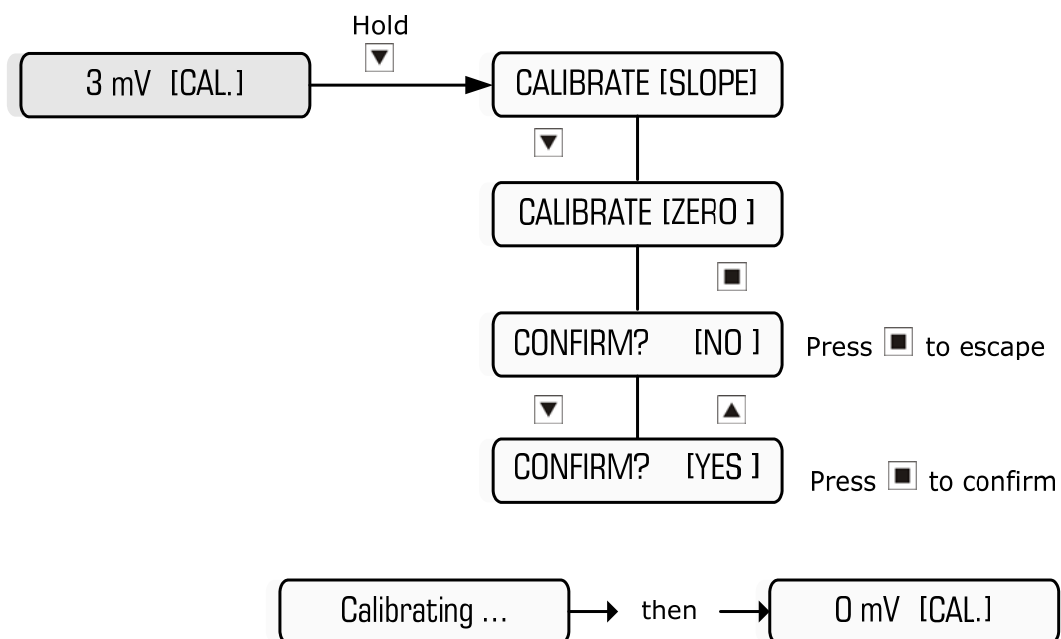 Hold
3 mV [CAL.]
CALIBRATE [SLOPE]
CALIBRATE [ZERO ]
CONFIRM? [NO ]
Press ■ to escape
CONFIRM? [YES ]
Press ■ to confirm
Calibrating ...
then
0 mV [CAL.]